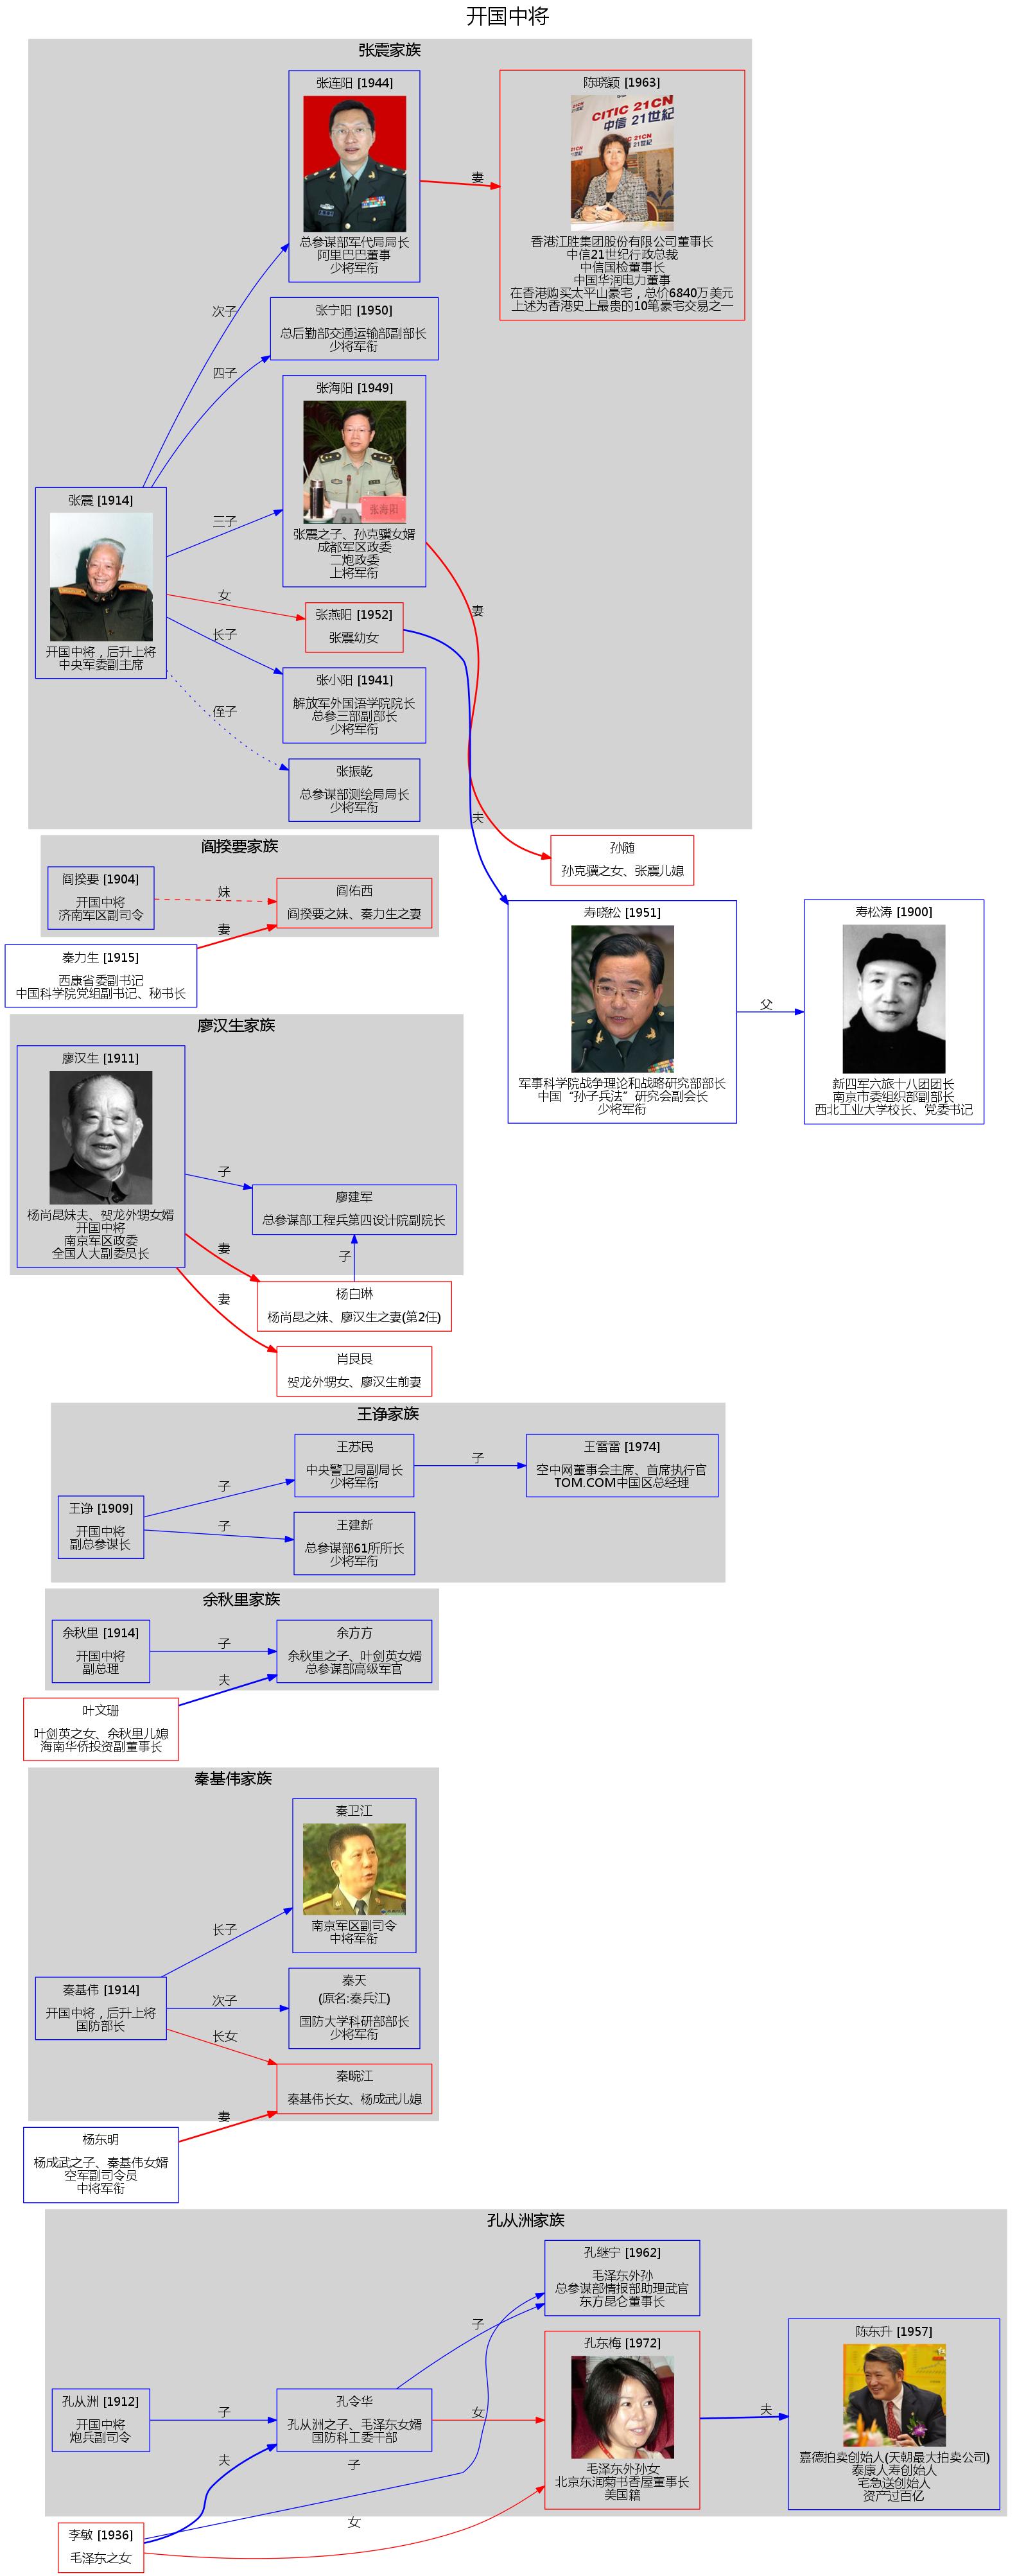 开国中将
张震家族
张连阳 [1944]
总参谋部军代局局长
阿里巴巴董事
少将军衔
妻
陈晓颖 [1963]
CITIC 21CN
中信 21世紀
香港江胜集团股份有限公司董事长
中信21世纪行政总裁
中信国检董事长
中国华润电力董事
在香港购买太平山豪宅，总价6840万美元
上述为香港史上最贵的10笔豪宅交易之一
次子
张宁阳 [1950]
总后勤部交通运输部副部长
少将军衔
四子
张海阳 [1949]
张海阳
张震之子、孙克骥女婿
成都军区政委
二炮政委
上将军衔
张震 [1914]
开国中将，后升上将
中央军委副主席
三子
女
张燕阳 [1952]
张震幼女
妻
长子
张小阳 [1941]
解放军外国语学院院长
总参三部副部长
少将军衔
侄子
张振乾
总参谋部测绘局局长
少将军衔
夫
孙随
孙克骥之女、张震儿媳
阎揆要家族
阎揆要 [1904]
开国中将
济南军区副司令
妹
阎佑西
阎揆要之妹、秦力生之妻
妻
秦力生 [1915]
西康省委副书记
中国科学院党组副书记、秘书长
寿晓松 [1951]
军事科学院战争理论和战略研究部部长
中国“孙子兵法”研究会副会长
少将军衔
父
寿松涛 [1900]
新四军六旅十八团团长
南京市委组织部副部长
西北工业大学校长、党委书记
廖汉生家族
廖汉生 [1911]
杨尚昆妹夫、贺龙外甥女婿
开国中将
南京军区政委
全国人大副委员长
子
廖建军
总参谋部工程兵第四设计院副院长
妻
子
杨白琳
杨尚昆之妹、廖汉生之妻(第2任)
妻
肖艮艮
贺龙外甥女、廖汉生前妻
王诤家族
王苏民
中央警卫局副局长
少将军衔
子
王雷雷 [1974]
空中网董事会主席、首席执行官
TOM.COM中国区总经理
子
王诤 [1909]
开国中将
副总参谋长
子
王建新
总参谋部61所所长
少将军衔
余秋里家族
余秋里 [1914]
开国中将
副总理
子
余方方
余秋里之子、叶剑英女婿
总参谋部高级军官
夫
叶文珊
叶剑英之女、余秋里儿媳
海南华侨投资副董事长
秦基伟家族
秦卫江
南京军区副司令
中将军衔
长子
秦基伟 [1914]
开国中将，后升上将
国防部长
次子
秦天
(原名:秦兵江)
国防大学科研部部长
少将军衔
长女
秦畹江
秦基伟长女、杨成武儿媳
妻
杨东明
杨成武之子、秦基伟女婿
空军副司令员
中将军衔
孔从洲家族
孔继宁 [1962]
毛泽东外孙
总参谋部情报部助理武官
东方昆仑董事长
子
孔从洲 [1912]
开国中将
炮兵副司令
子
孔令华
孔从洲之子、毛泽东女婿
国防科工委干部
女
孔东梅 [1972]
毛泽东外孙女
北京东润菊书香屋董事长
美国籍
夫
陈东升 [1957]
嘉德拍卖创始人(天朝最大拍卖公司)
泰康人寿创始人
宅急送创始人
资产过百亿
夫
子
女
李敏 [1936]
毛泽东之女